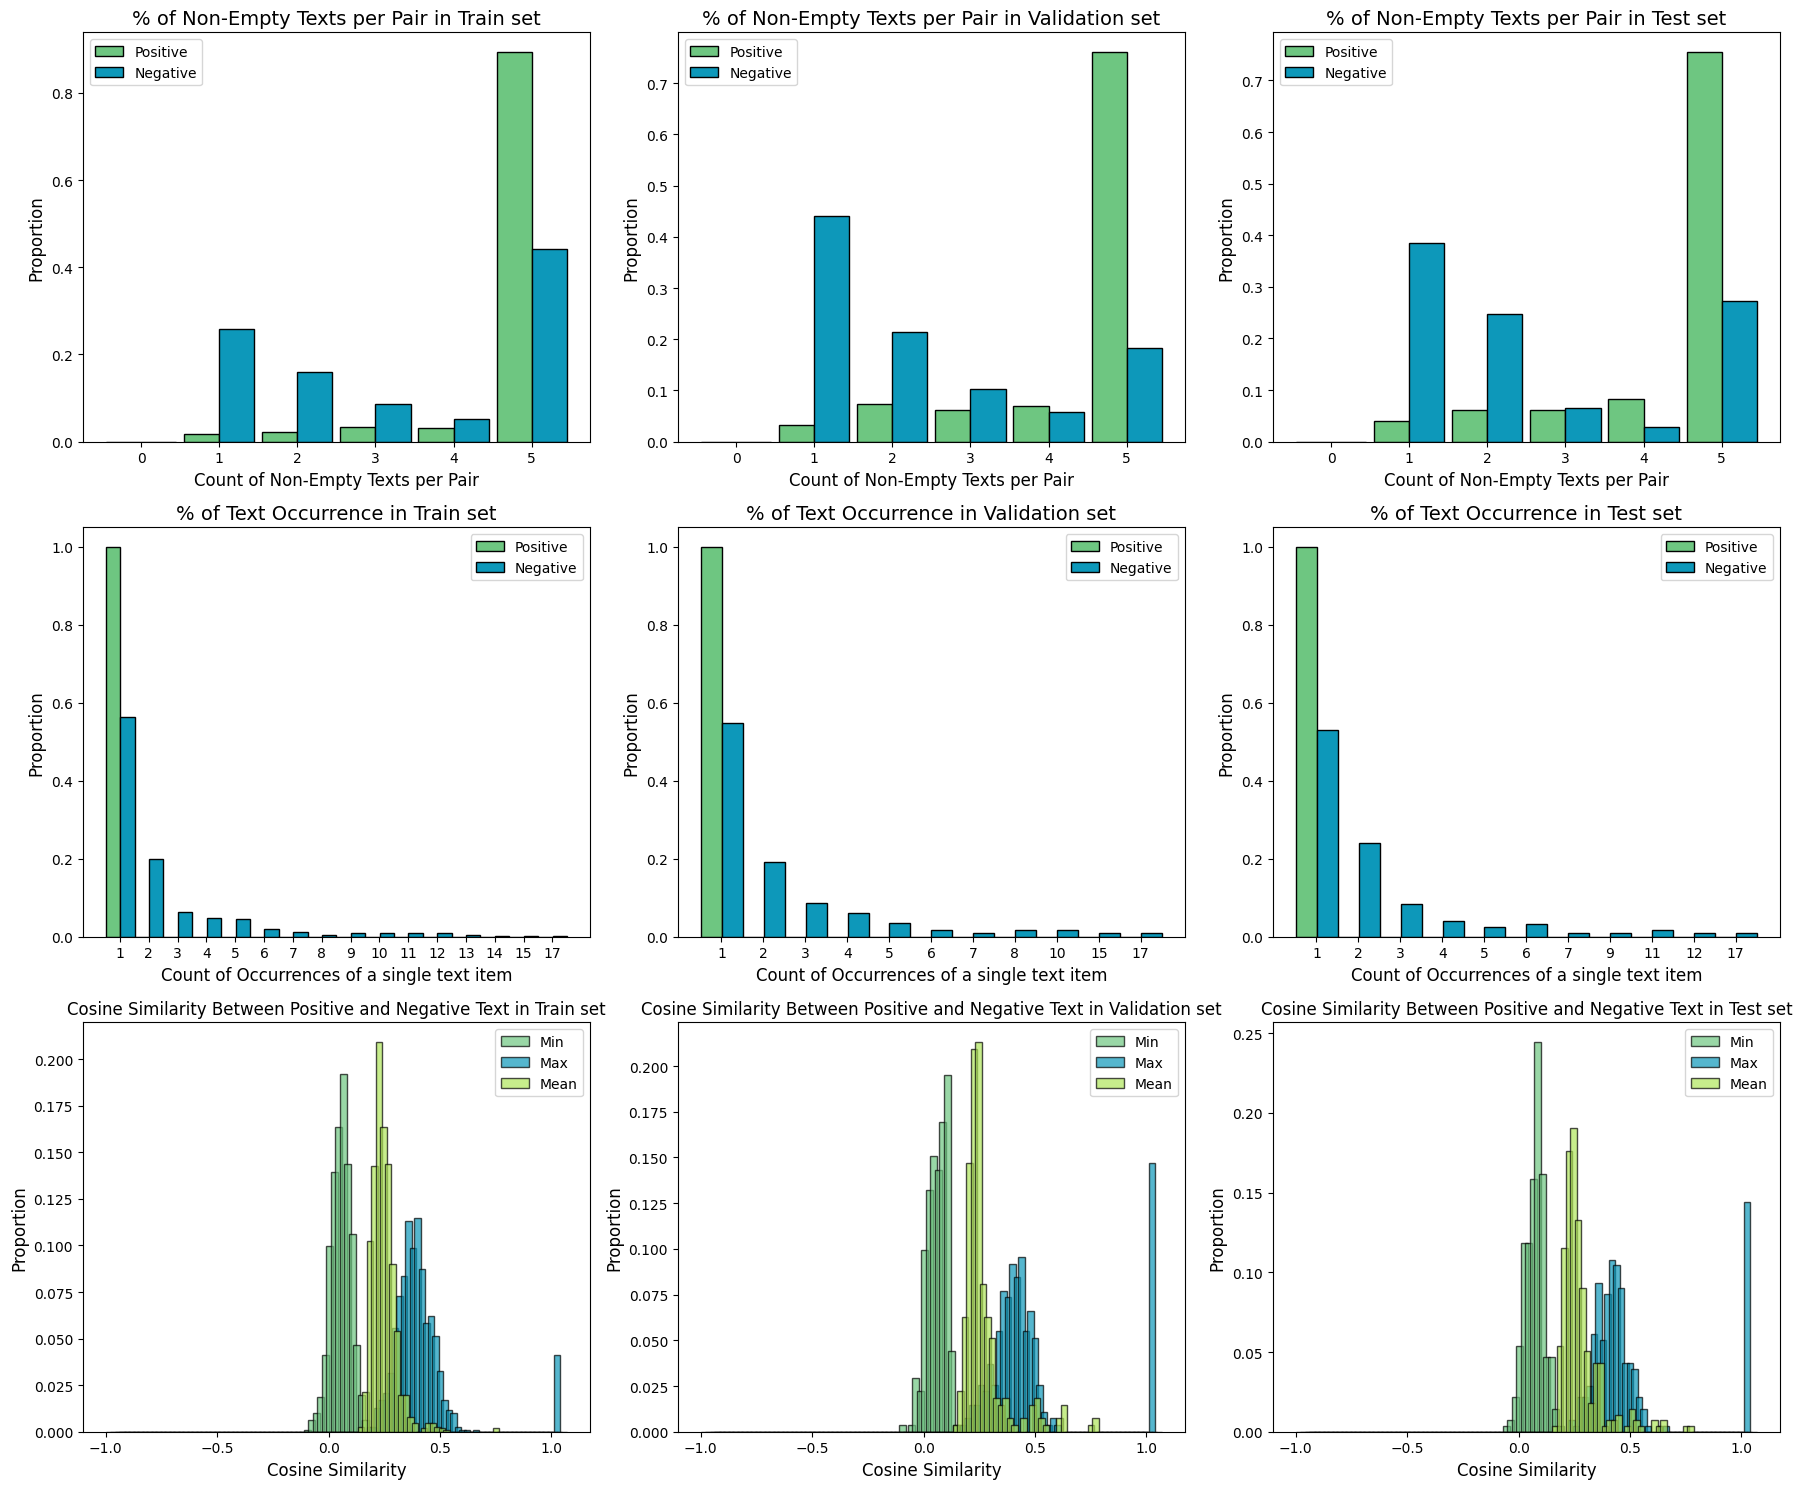 % of Non-Empty Texts per Pair in Train set
Positive
Negative
Proportion
0.8
0.6
0.4
0.2
0.0
0 1 2 3 4 5
Count of Non-Empty Texts per Pair
% of Non-Empty Texts per Pair in Validation set
Positive
Negative
Proportion
0.7
0.6
0.5
0.4
0.3
0.2
0.1
0.0
0 1 2 3 4 5
Count of Non-Empty Texts per Pair
% of Non-Empty Texts per Pair in Test set
Positive
Negative
Proportion
0.7
0.6
0.5
0.4
0.3
0.2
0.1
0.0
0 1 2 3 4 5
Count of Non-Empty Texts per Pair
% of Text Occurrence in Train set
Positive
Negative
Proportion
1.0
0.8
0.6
0.4
0.2
0.0
1 2 3 4 5 6 7 8 9 10 11 12 13 14 15 17
Count of Occurrences of a single text item
% of Text Occurrence in Validation set
Positive
Negative
Proportion
1.0
0.8
0.6
0.4
0.2
0.0
1 2 3 4 5 6 7 8 10 15 17
Count of Occurrences of a single text item
% of Text Occurrence in Test set
Positive
Negative
Proportion
1.0
0.8
0.6
0.4
0.2
0.0
1 2 3 4 5 6 7 9 11 12 17
Count of Occurrences of a single text item
Cosine Similarity Between Positive and Negative Text in Train set
Min
Max
Mean
Proportion
0.200
0.175
0.150
0.125
0.100
0.075
0.050
0.025
0.000
−1.0 −0.5 0.0 0.5 1.0
Cosine Similarity
Cosine Similarity Between Positive and Negative Text in Validation set
Min
Max
Mean
Proportion
0.200
0.175
0.150
0.125
0.100
0.075
0.050
0.025
0.000
−1.0 −0.5 0.0 0.5 1.0
Cosine Similarity
Cosine Similarity Between Positive and Negative Text in Test set
Min
Max
Mean
Proportion
0.25
0.20
0.15
0.10
0.05
0.00
−1.0 −0.5 0.0 0.5 1.0
Cosine Similarity